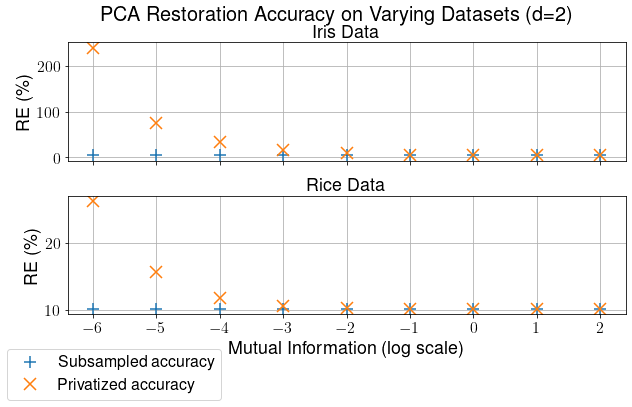 PCA Restoration Accuracy on Varying Datasets (d=2)
Iris Data
RE (%)
200
100
0
Rice Data
RE (%)
20
10
−6 −5 −4 −3 −2 −1 0 1 2
Mutual Information (log scale)
Subsampled accuracy
Privatized accuracy